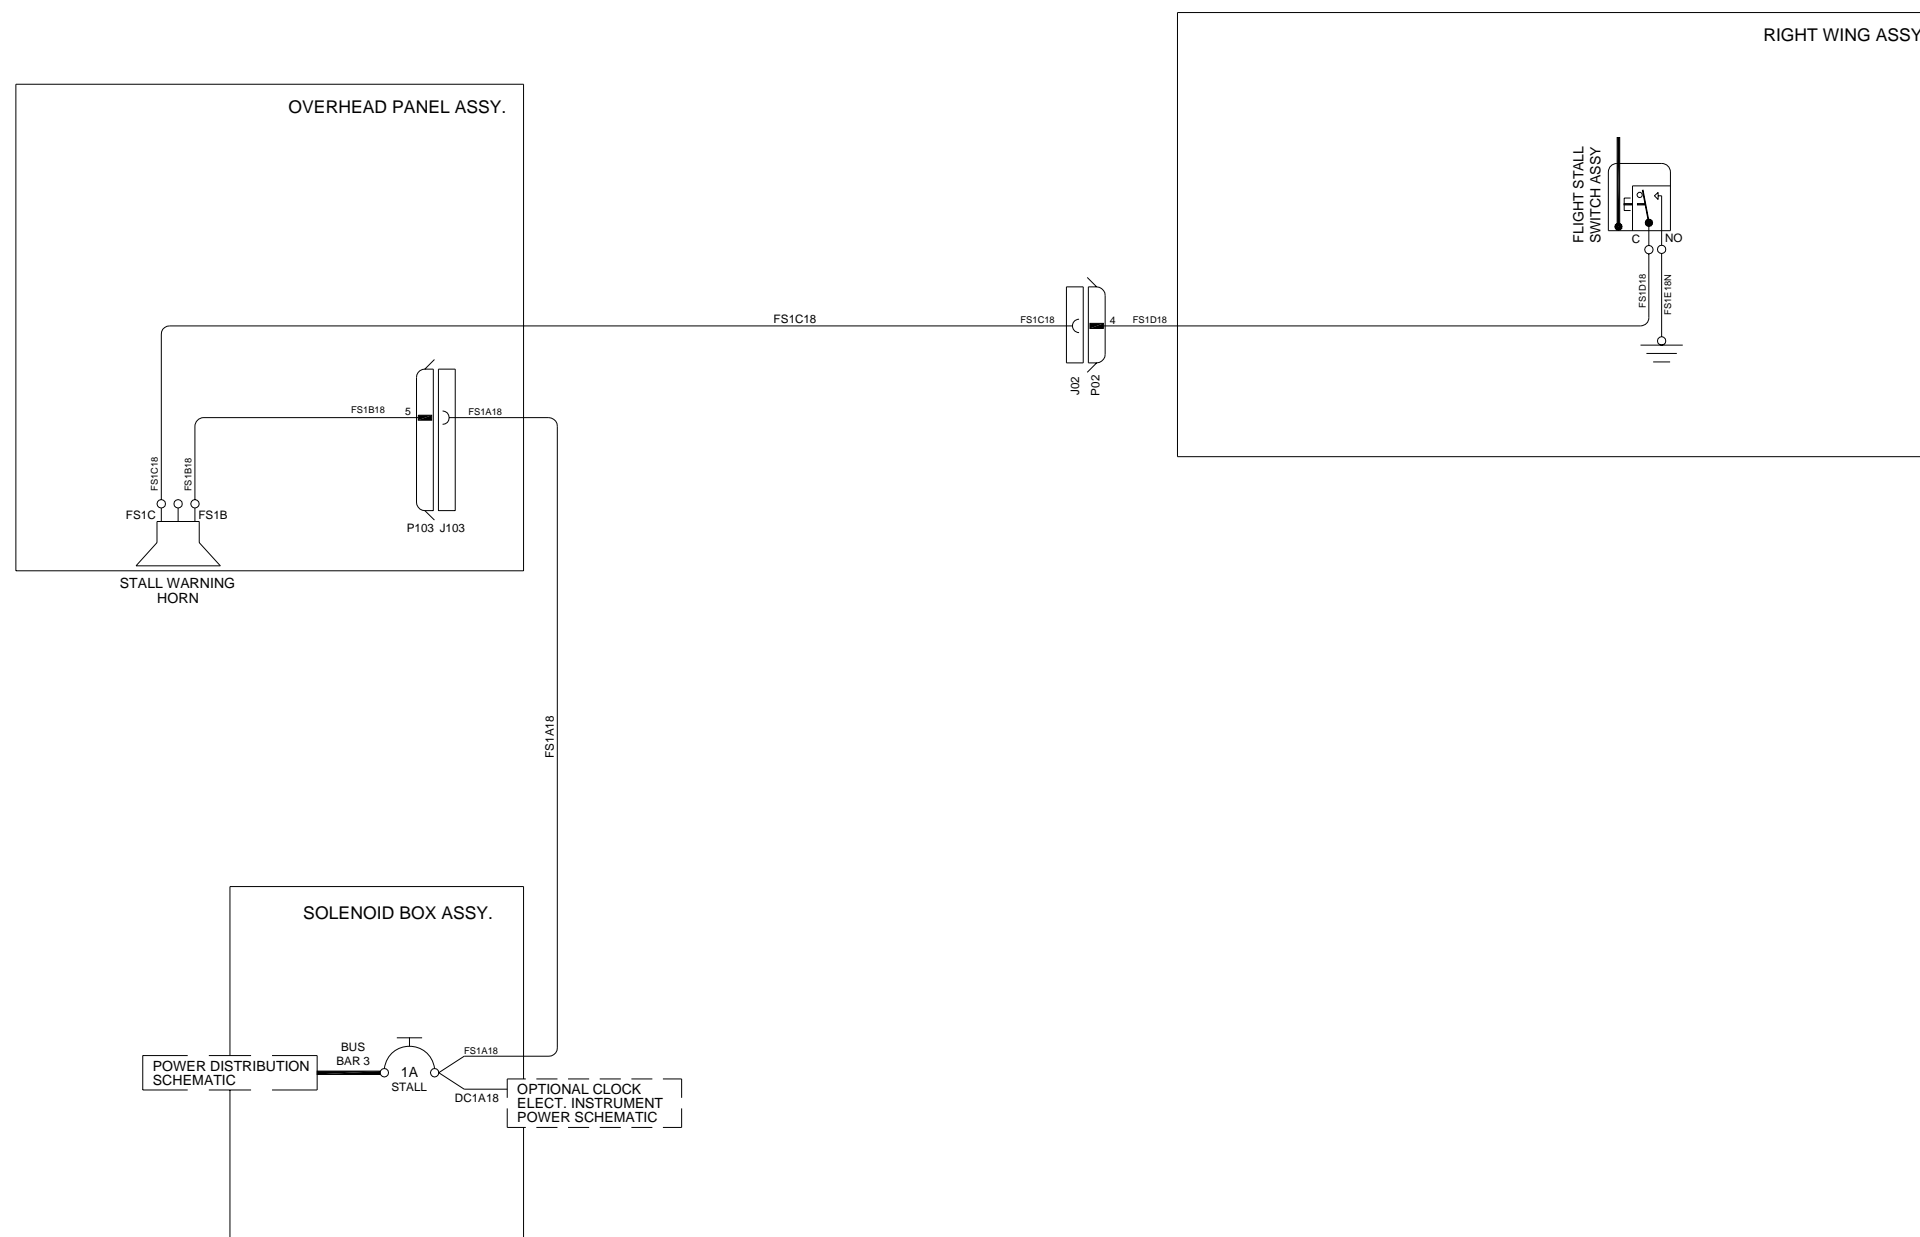 RIGHT WING ASSY
OVERHEAD PANEL ASSY.
FLIGHT STALL
SWITCH ASSY
C
NO
FS1D18
FS1E18N
FS1C18
FS1C18
4
FS1D18
J02
P02
FS1B18
5
FS1A18
FS1C18
FS1B18
FS1C
FS1B
P103
J103
STALL WARNING
HORN
FS1A18
SOLENOID BOX ASSY.
POWER DISTRIBUTION
SCHEMATIC
BUS
BAR 3
1A
STALL
FS1A18
DC1A18
OPTIONAL CLOCK
ELECT. INSTRUMENT
POWER SCHEMATIC